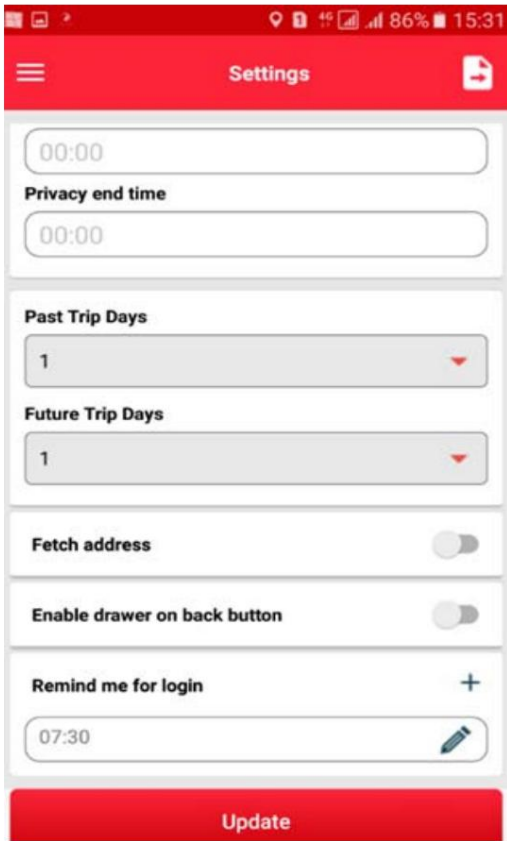 86% 15:31
Settings
00:00
Privacy end time
00:00
Past Trip Days
1
Future Trip Days
1
Fetch address
Enable drawer on back button
Remind me for login
07:30
Update